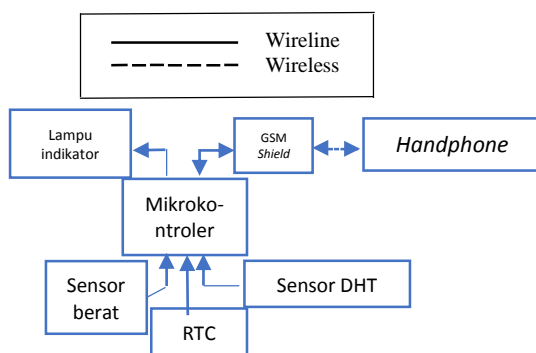 Wireline
Wireless
Lampu
indikator
GSM
Shield
Handphone
Mikroko-
ntroler
Sensor
berat
Sensor DHT
RTC